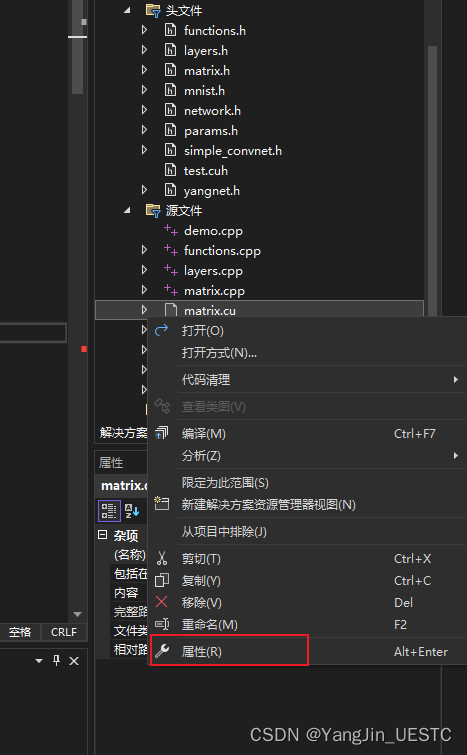 头文件
functions.h
layers.h
matrix.h
mnist.h
network.h
params.h
simple_convnet.h
test.cuh
yangnet.h
源文件
demo.cpp
functions.cpp
layers.cpp
matrix.cpp
matrix.cu
打开(O)
打开方式(N)...
代码清理
查看类图(V)
解决方案
编译(M) Ctrl+F7
分析(Z)
属性
限定为此范围(S)
matrix.c
新建解决方案资源管理器视图(N)
从项目中排除(J)
杂项
(名称)
剪切(T) Ctrl+X
包括在
复制(Y) Ctrl+C
内容
移除(V) Del
完整路
重命名(M) F2
空格 CRLF
文件类
相对路
属性(R) Alt+Enter
CSDN @YangJin_UESTC